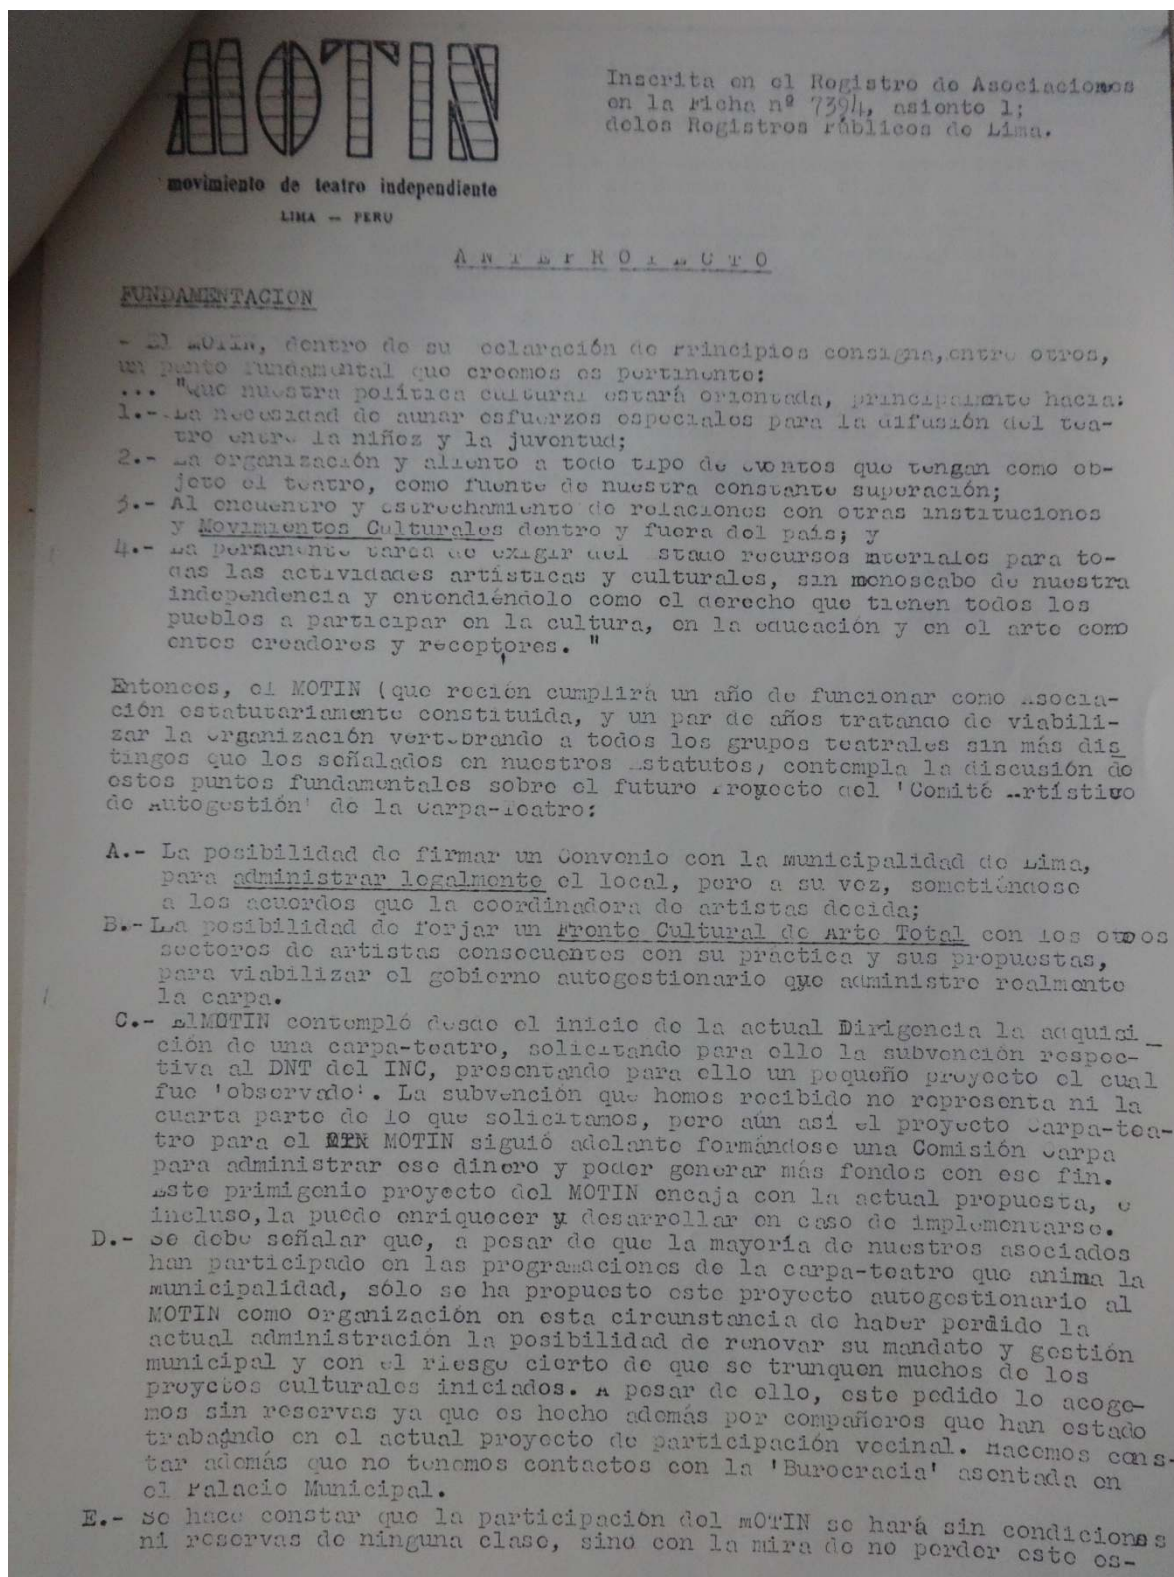 MOTIN
movimiento de teatro independiente
LIMA — PERU
Inscrita en el Registro de Asociaciones
en la Ficha nº 7394, asiento 1;
delos Registros Públicos de Lima.
ANTEPROYECTO
FUNDAMENTACION
- El MOTIN, dentro de su eclaración de Principios consigna,entre otros,
un punto fundamental que creemos es pertinente:
... "Que nuestra política cultural estará orientada, principalmente hacia:
1.- La necesidad de aunar esfuerzos especiales para la difusión del tea-
tro entre la niñez y la juventud;
2.- La organización y aliento a todo tipo de eventos que tengan como ob-
jeto el teatro, como fuente de nuestra constante superación;
3.- Al encuentro y estrechamiento de relaciones con otras instituciones
y Movimientos Culturales dentro y fuera del país; y
4.- La permanente tarea de exigir del stado recursos materiales para to-
das las actividades artísticas y culturales, sin menoscabo de nuestra
independencia y entendiéndolo como el derecho que tienen todos los
pueblos a participar en la cultura, en la educación y en el arte como
entes creadores y receptores. "
Entonces, el MOTIN (que recién cumplirá un año de funcionar como Asocia-
ción estatutariamente constituida, y un par de años tratando de viabili-
zar la organización vertebrando a todos los grupos teatrales sin más dis_
tingos que los señalados en nuestros Estatutos) contempla la discusión de
estos puntos fundamentales sobre el futuro Proyecto del 'Comité Artístico
de Autogestión' de la Carpa-Teatro:
A.- La posibilidad de firmar un Convenio con la Municipalidad de Lima,
para administrar legalmente el local, pero a su vez, sometiéndose
a los acuerdos que la coordinadora de artistas decida;
B.-La posibilidad de forjar un Frente Cultural de Arte Total con los otros
sectores de artistas consecuentes con su práctica y sus propuestas,
para viabilizar el gobierno autogestionario que administre realmente
la carpa.
C.- ElMOTIN contempló desde el inicio de la actual Dirigencia la adquisi_
ción de una carpa-teatro, solicitando para ello la subvención respec-
tiva al DNT del INC, presentando para ello un pequeño proyecto el cual
fue 'observado'. La subvención que hemos recibido no representa ni la
cuarta parte de lo que solicitamos, pero aún asi el proyecto Carpa-tea-
tro para el MOTIN siguió adelante formándose una Comisión Carpa
para administrar ese dinero y poder generar más fondos con ese fin.
Este primigenio proyecto del MOTIN encaja con la actual propuesta, e
incluso,la puede enriquecer y desarrollar en caso de implementarse.
D.- Se debe señalar que, a pesar de que la mayoría de nuestros asociados
han participado en las programaciones de la carpa-teatro que anima la
municipalidad, sólo se ha propuesto este proyecto autogestionario al
MOTIN como organización en esta circunstancia de haber perdido la
actual administración la posibilidad de renovar su mandato y gestión
municipal y con el riesgo cierto de que se trunquen muchos de los
proyectos culturales iniciados. A pesar de ello, este pedido lo acoge-
mos sin reservas ya que es hecho además por compañeros que han estado
trabajndo en el actual proyecto de participación vecinal. Hacemos cons-
tar además que no tenemos contactos con la 'Burocracia' asentada en
el Palacio Municipal.
E.- Se hace constar que la participación del mOTIN se hará sin condiciones
ni reservas de ninguna clase, sino con la mira de no perder este es-